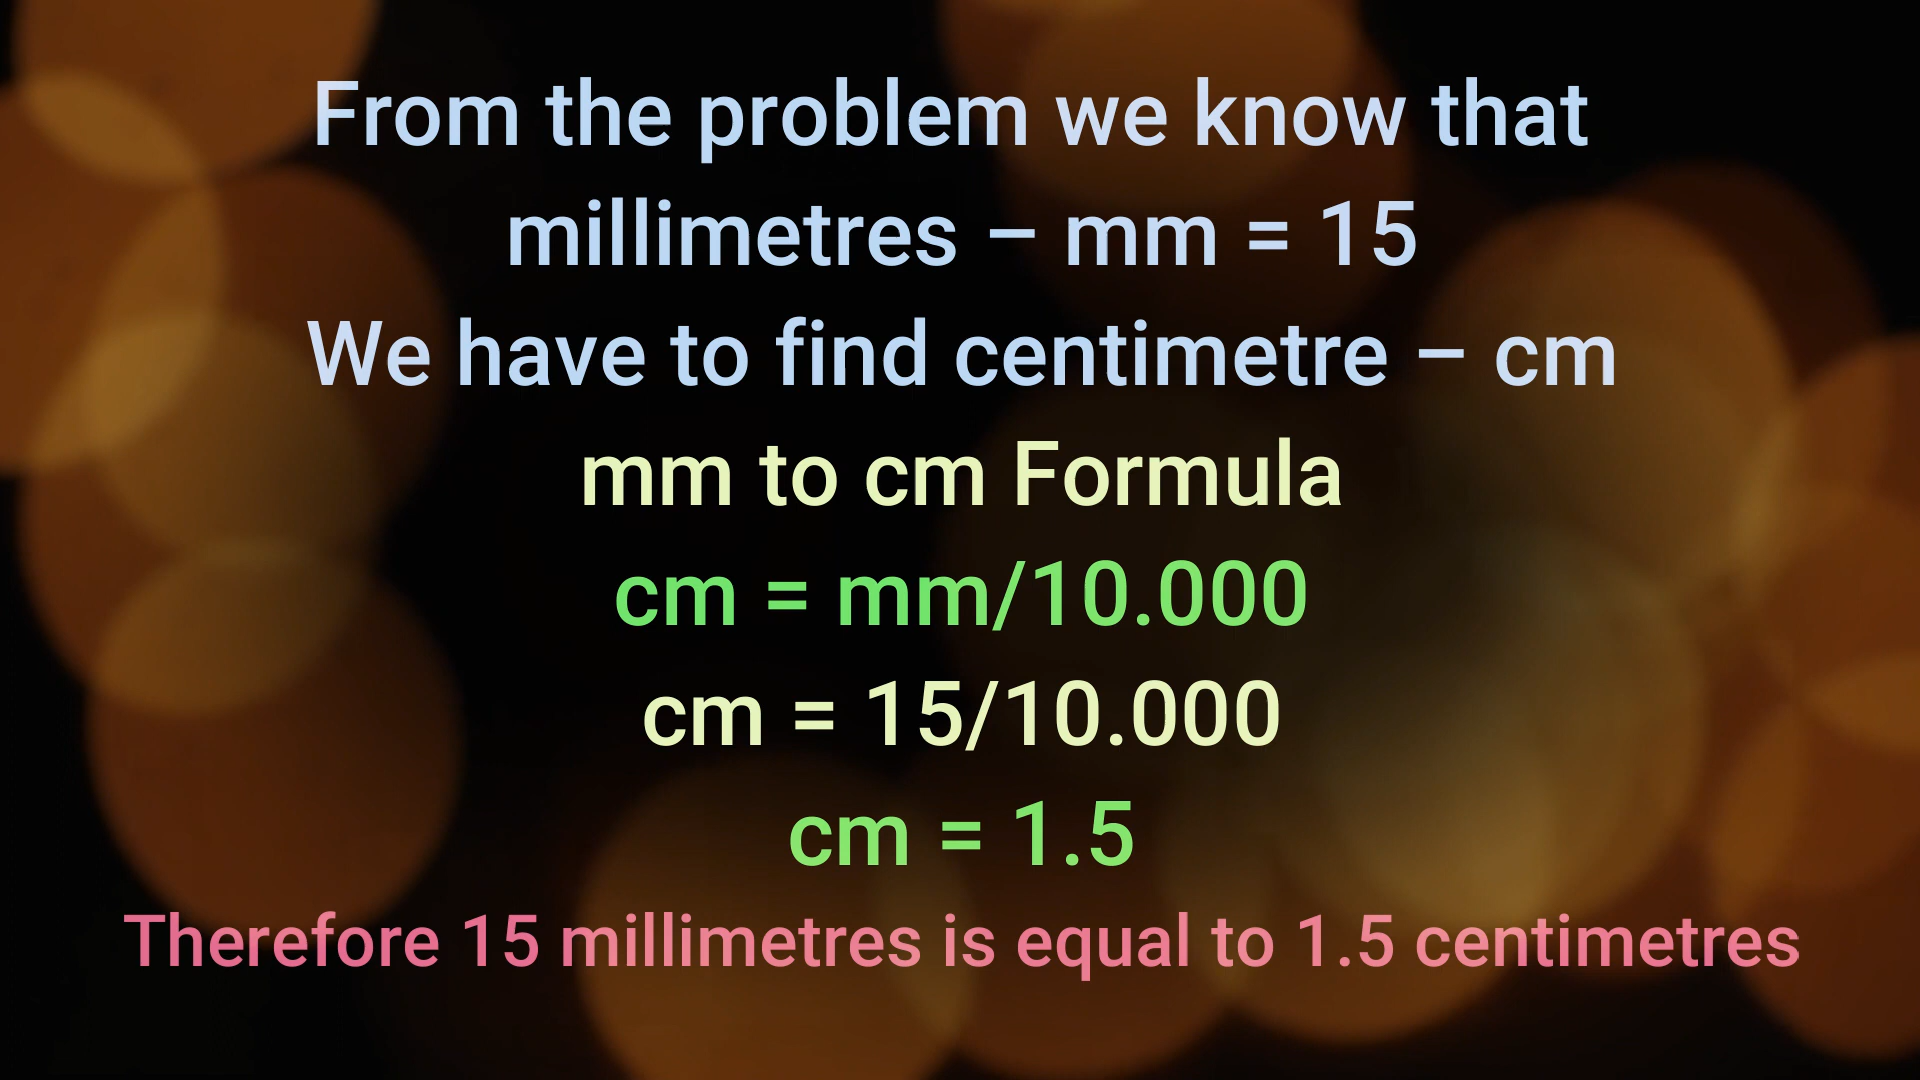 From the problem we know that
millimetres – mm = 15
We have to find centimetre – cm
mm to cm Formula
cm = mm/10.000
cm = 15/10.000
cm = 1.5
Therefore 15 millimetres is equal to 1.5 centimetres